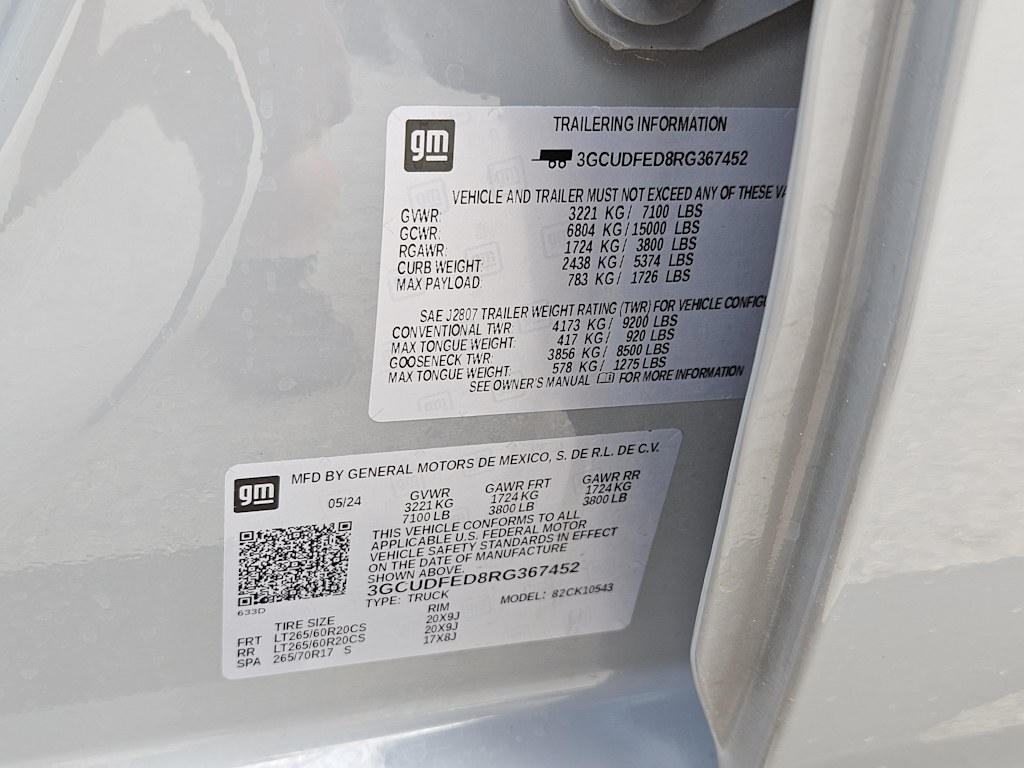 gm
TRAILERING INFORMATION
3GCUDFED8RG367452
VEHICLE AND TRAILER MUST NOT EXCEED ANY OF THESE VA
GVWR: 3221 KG / 7100 LBS
GCWR: 6804 KG / 15000 LBS
RGAWR: 1724 KG / 3800 LBS
CURB WEIGHT: 2438 KG / 5374 LBS
MAX PAYLOAD: 783 KG / 1726 LBS
SAE J2807 TRAILER WEIGHT RATING (TWR) FOR VEHICLE CONFIGU
CONVENTIONAL TWR: 4173 KG / 9200 LBS
MAX TONGUE WEIGHT: 417 KG / 920 LBS
GOOSENECK TWR: 3856 KG / 8500 LBS
MAX TONGUE WEIGHT: 578 KG / 1275 LBS
SEE OWNER'S MANUAL FOR MORE INFORMATION
gm
MFD BY GENERAL MOTORS DE MEXICO, S. DE R.L. DE C.V.
05/24 GVWR GAWR FRT GAWR RR
3221 KG 1724 KG 1724 KG
7100 LB 3800 LB 3800 LB
THIS VEHICLE CONFORMS TO ALL
APPLICABLE U.S. FEDERAL MOTOR
VEHICLE SAFETY STANDARDS IN EFFECT
ON THE DATE OF MANUFACTURE
SHOWN ABOVE.
3GCUDFED8RG367452
TYPE: TRUCK MODEL: 82CK10543
633D
TIRE SIZE RIM
FRT LT265/60R20CS 20X9J
RR LT265/60R20CS 20X9J
SPA 265/70R17 S 17X8J